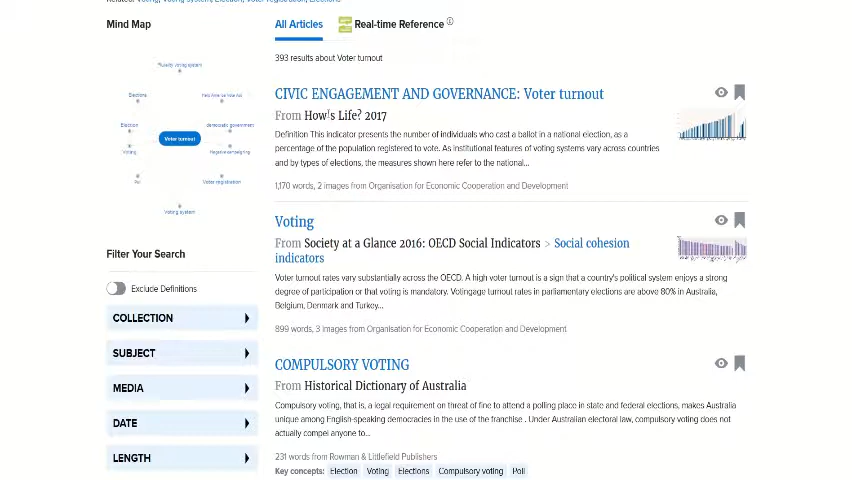 Related: Voting, Voting system, Election, Voter registration, Elections
Mind Map
Plurality voting system
Elections
Election
democratic government
Voter turnout
Voting
Negative campaigning
Poll
Voter registration
Voting system
Filter Your Search
Exclude Definitions
COLLECTION
SUBJECT
MEDIA
DATE
LENGTH
All Articles
Real-time Reference
393 results about Voter turnout
CIVIC ENGAGEMENT AND GOVERNANCE: Voter turnout
From How's Life? 2017
Definition This indicator presents the number of individuals who cast a ballot in a national election, as a
percentage of the population registered to vote. As institutional features of voting systems vary across countries
and by types of elections, the measures shown here refer to the national...
1,170 words, 2 images from Organisation for Economic Cooperation and Development
Voting
From Society at a Glance 2016: OECD Social Indicators > Social cohesion
indicators
Voter turnout rates vary substantially across the OECD. A high voter turnout is a sign that a country's political system enjoys a strong
degree of participation or that voting is mandatory. Votingage turnout rates in parliamentary elections are above 80% in Australia,
Belgium, Denmark and Turkey...
899 words, 3 images from Organisation for Economic Cooperation and Development
COMPULSORY VOTING
From Historical Dictionary of Australia
Compulsory voting, that is, a legal requirement on threat of fine to attend a polling place in state and federal elections, makes Australia
unique among English-speaking democracies in the use of the franchise . Under Australian electoral law, compulsory voting does not
actually compel anyone to...
231 words from Rowman & Littlefield Publishers
Key concepts: Election Voting Elections Compulsory voting Poll